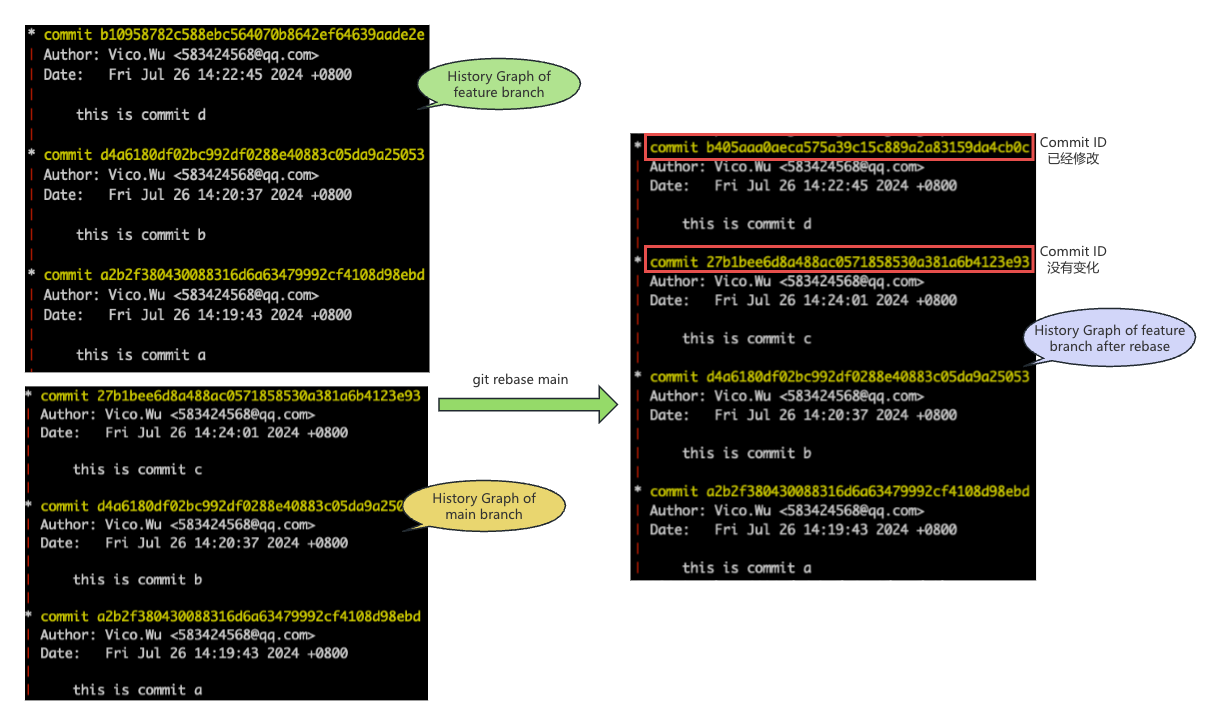 * commit b10958782c588ebc564070b8642ef64639aade2e
Author: Vico.Wu <583424568@qq.com>
Date: Fri Jul 26 14:22:45 2024 +0800
this is commit d
* commit d4a6180df02bc992df0288e40883c05da9a25053
Author: Vico.Wu <583424568@qq.com>
Date: Fri Jul 26 14:20:37 2024 +0800
this is commit b
* commit a2b2f380430088316d6a63479992cf4108d98ebd
Author: Vico.Wu <583424568@qq.com>
Date: Fri Jul 26 14:19:43 2024 +0800
this is commit a
History Graph of
feature branch
* commit 27b1bee6d8a488ac0571858530a381a6b4123e93
Author: Vico.Wu <583424568@qq.com>
Date: Fri Jul 26 14:24:01 2024 +0800
this is commit c
* commit d4a6180df02bc992df0288e40883c05da9a250
Author: Vico.Wu <583424568@qq.com>
Date: Fri Jul 26 14:20:37 2024 +0800
this is commit b
* commit a2b2f380430088316d6a63479992cf4108d98ebd
Author: Vico.Wu <583424568@qq.com>
Date: Fri Jul 26 14:19:43 2024 +0800
this is commit a
History Graph of
main branch
git rebase main
* commit b405aaa0aeca575a39c15c889a2a83159da4cb0c
Author: Vico.Wu <583424568@qq.com>
Date: Fri Jul 26 14:22:45 2024 +0800
this is commit d
* commit 27b1bee6d8a488ac0571858530a381a6b4123e93
Author: Vico.Wu <583424568@qq.com>
Date: Fri Jul 26 14:24:01 2024 +0800
this is commit c
* commit d4a6180df02bc992df0288e40883c05da9a25053
Author: Vico.Wu <583424568@qq.com>
Date: Fri Jul 26 14:20:37 2024 +0800
this is commit b
* commit a2b2f380430088316d6a63479992cf4108d98ebd
Author: Vico.Wu <583424568@qq.com>
Date: Fri Jul 26 14:19:43 2024 +0800
this is commit a
Commit ID
已经修改
Commit ID
没有变化
History Graph of feature
branch after rebase